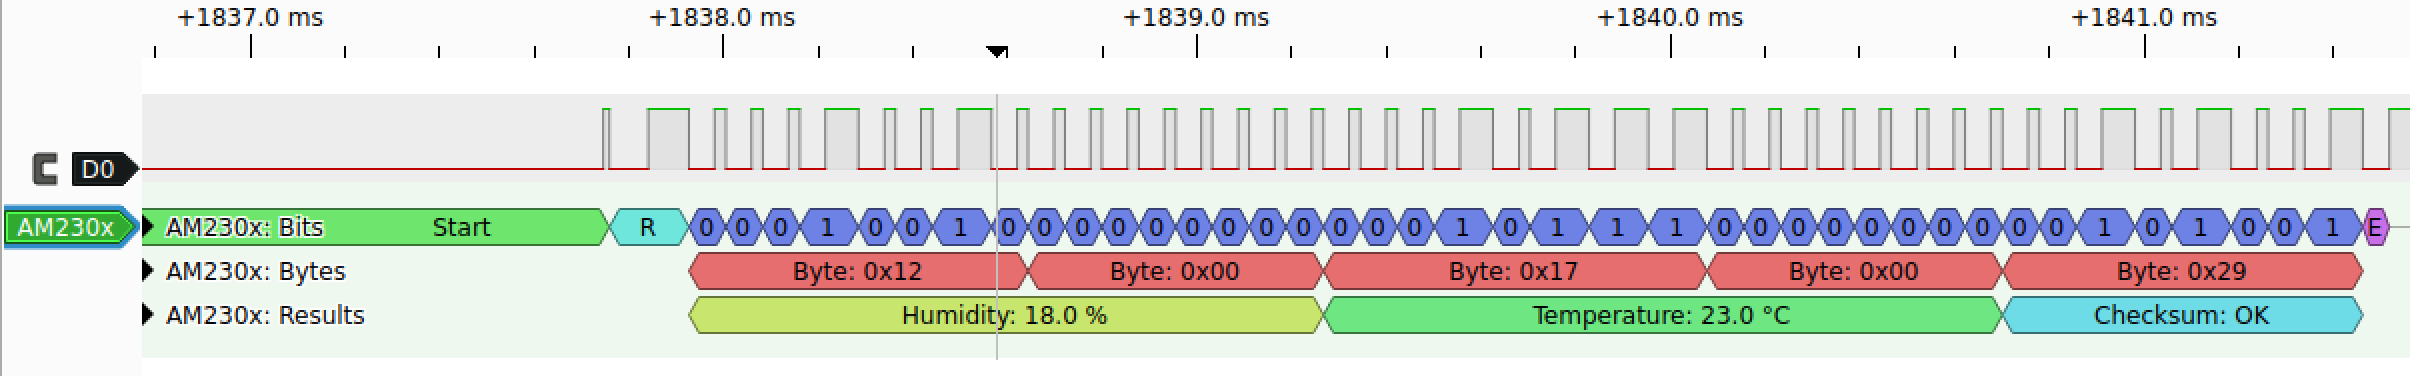 +1837.0 ms +1838.0 ms +1839.0 ms +1840.0 ms +1841.0 ms
D0
AM230x AM230x: Bits Start R 0 0 0 1 0 0 1 0 0 0 0 0 0 0 0 0 0 0 0 1 0 1 1 1 0 0 0 0 0 0 0 0 0 0 1 0 1 0 0 1 E
AM230x: Bytes Byte: 0x12 Byte: 0x00 Byte: 0x17 Byte: 0x00 Byte: 0x29
AM230x: Results Humidity: 18.0 % Temperature: 23.0 °C Checksum: OK